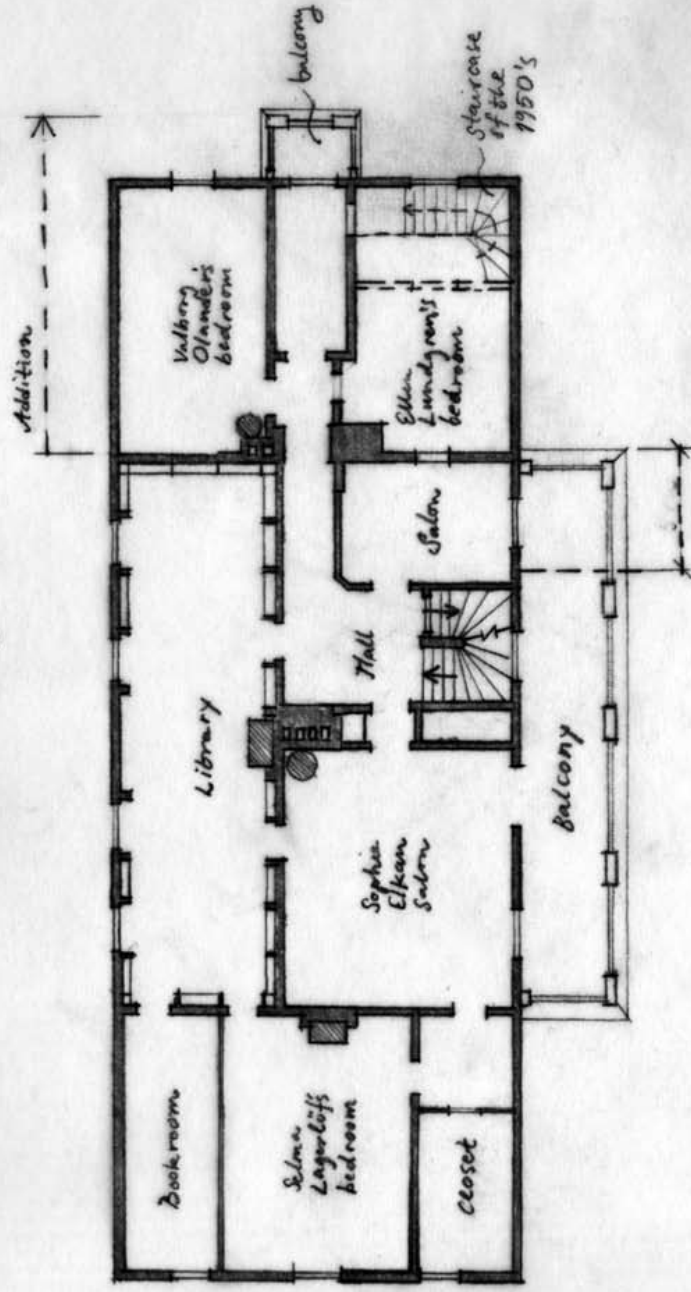 Addition
balcony
Valborg
Olander's
bedroom
Staircase
of the
1950's
Ellen
Lundgren's
bedroom
Salon
Hall
Library
Balcony
Sophie
Elkan
Salon
Bookroom
Selma
Lagerlöf's
bedroom
closet